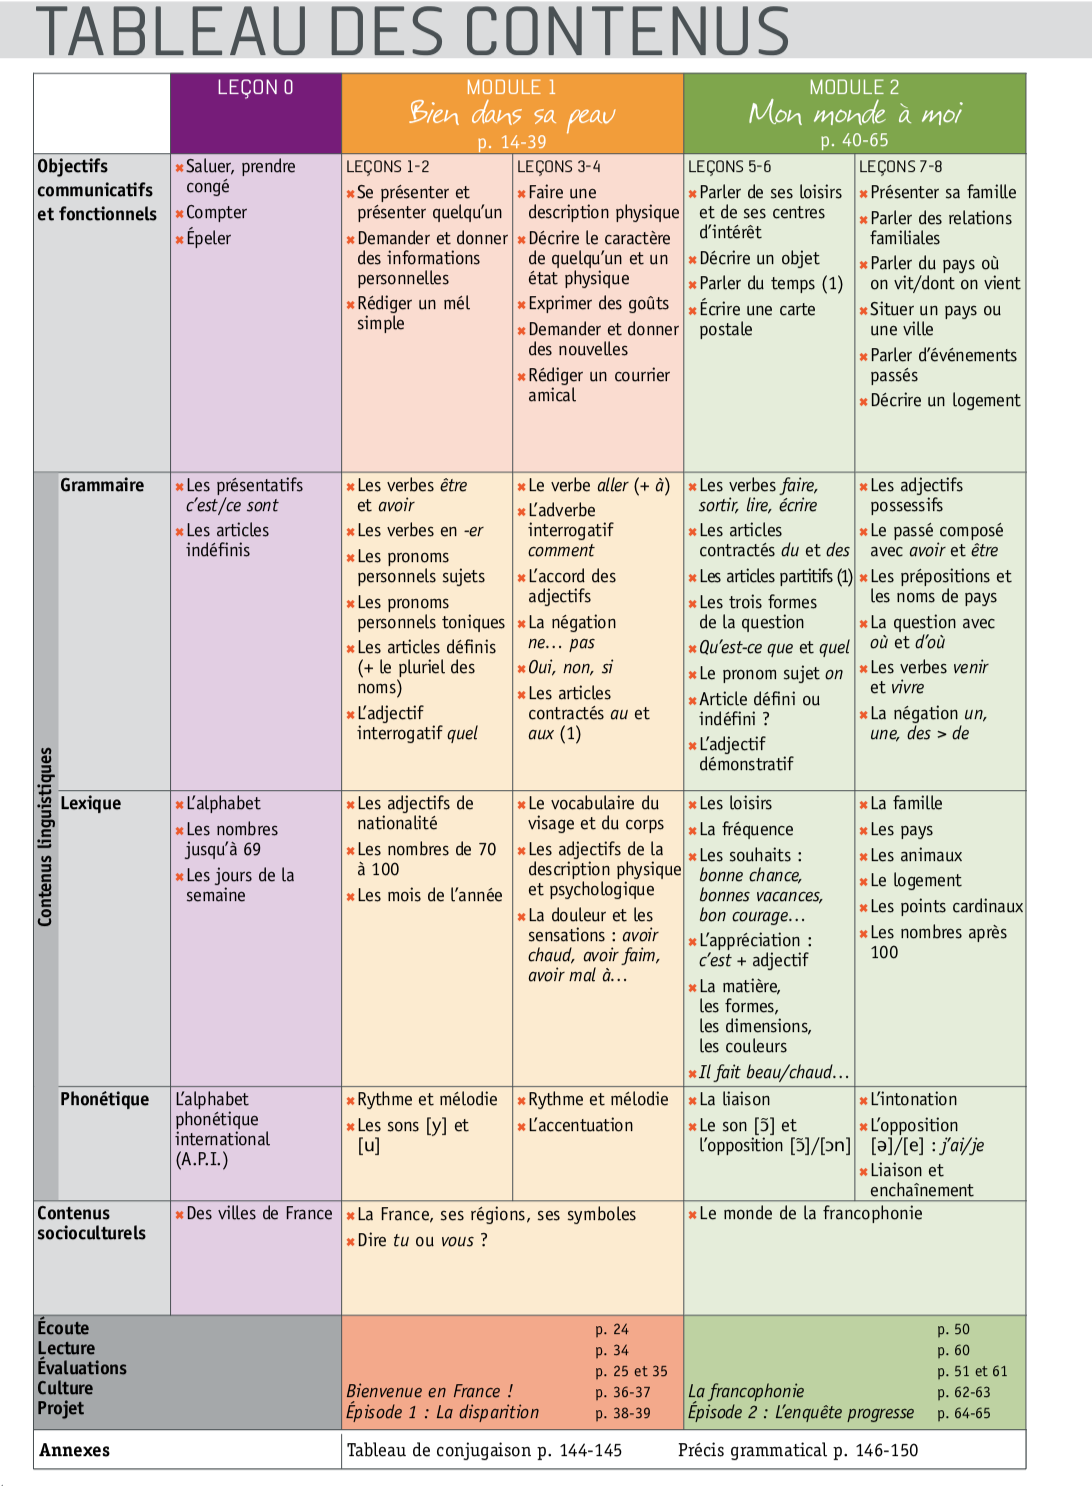 TABLEAU DES CONTENUS
LEÇON 0
MODULE 1
Bien dans sa peau
p. 14-39
MODULE 2
Mon monde à moi
p. 40-65
Objectifs
communicatifs
et fonctionnels
✖ Saluer, prendre
congé
✖ Compter
✖ Épeler
LEÇONS 1-2
✖ Se présenter et
présenter quelqu'un
✖ Demander et donner
des informations
personnelles
✖ Rédiger un mél
simple
LEÇONS 3-4
✖ Faire une
description physique
✖ Décrire le caractère
de quelqu'un et un
état physique
✖ Exprimer des goûts
✖ Demander et donner
des nouvelles
✖ Rédiger un courrier
amical
LEÇONS 5-6
✖ Parler de ses loisirs
et de ses centres
d'intérêt
✖ Décrire un objet
✖ Parler du temps (1)
✖ Écrire une carte
postale
LEÇONS 7-8
✖ Présenter sa famille
✖ Parler des relations
familiales
✖ Parler du pays où
on vit/dont on vient
✖ Situer un pays ou
une ville
✖ Parler d'événements
passés
✖ Décrire un logement
Contenus linguistiques
Grammaire
✖ Les présentatifs
c'est/ce sont
✖ Les articles
indéfinis
✖ Les verbes être
et avoir
✖ Les verbes en -er
✖ Les pronoms
personnels sujets
✖ Les pronoms
personnels toniques
✖ Les articles définis
(+ le pluriel des
noms)
✖ L'adjectif
interrogatif quel
✖ Le verbe aller (+ à)
✖ L'adverbe
interrogatif
comment
✖ L'accord des
adjectifs
✖ La négation
ne... pas
✖ Oui, non, si
✖ Les articles
contractés au et
aux (1)
✖ Les verbes faire,
sortir, lire, écrire
✖ Les articles
contractés du et des
✖ Les articles partitifs (1)
✖ Les trois formes
de la question
✖ Qu'est-ce que et quel
✖ Le pronom sujet on
✖ Article défini ou
indéfini ?
✖ L'adjectif
démonstratif
✖ Les adjectifs
possessifs
✖ Le passé composé
avec avoir et être
✖ Les prépositions et
les noms de pays
✖ La question avec
où et d'où
✖ Les verbes venir
et vivre
✖ La négation un,
une, des > de
Lexique
✖ L'alphabet
✖ Les nombres
jusqu'à 69
✖ Les jours de la
semaine
✖ Les adjectifs de
nationalité
✖ Les nombres de 70
à 100
✖ Les mois de l'année
✖ Le vocabulaire du
visage et du corps
✖ Les adjectifs de la
description physique
et psychologique
✖ La douleur et les
sensations : avoir
chaud, avoir faim,
avoir mal à...
✖ Les loisirs
✖ La fréquence
✖ Les souhaits :
bonne chance,
bonnes vacances,
bon courage...
✖ L'appréciation :
c'est + adjectif
✖ La matière,
les formes,
les dimensions,
les couleurs
✖ Il fait beau/chaud...
✖ La famille
✖ Les pays
✖ Les animaux
✖ Le logement
✖ Les points cardinaux
✖ Les nombres après
100
Phonétique
L'alphabet
phonétique
international
(A.P.I.)
✖ Rythme et mélodie
✖ Les sons [y] et
[u]
✖ Rythme et mélodie
✖ L'accentuation
✖ La liaison
✖ Le son [ɔ̃] et
l'opposition [ɔ̃]/[ɔn]
✖ L'intonation
✖ L'opposition
[ə]/[e] : j'ai/je
✖ Liaison et
enchaînement
Contenus
socioculturels
✖ Des villes de France
✖ La France, ses régions, ses symboles
✖ Dire tu ou vous ?
✖ Le monde de la francophonie
Écoute
Lecture
Évaluations
Culture
Projet
p. 24
p. 34
p. 25 et 35
Bienvenue en France ! p. 36-37
Épisode 1 : La disparition p. 38-39
p. 50
p. 60
p. 51 et 61
La francophonie p. 62-63
Épisode 2 : L'enquête progresse p. 64-65
Annexes
Tableau de conjugaison p. 144-145
Précis grammatical p. 146-150